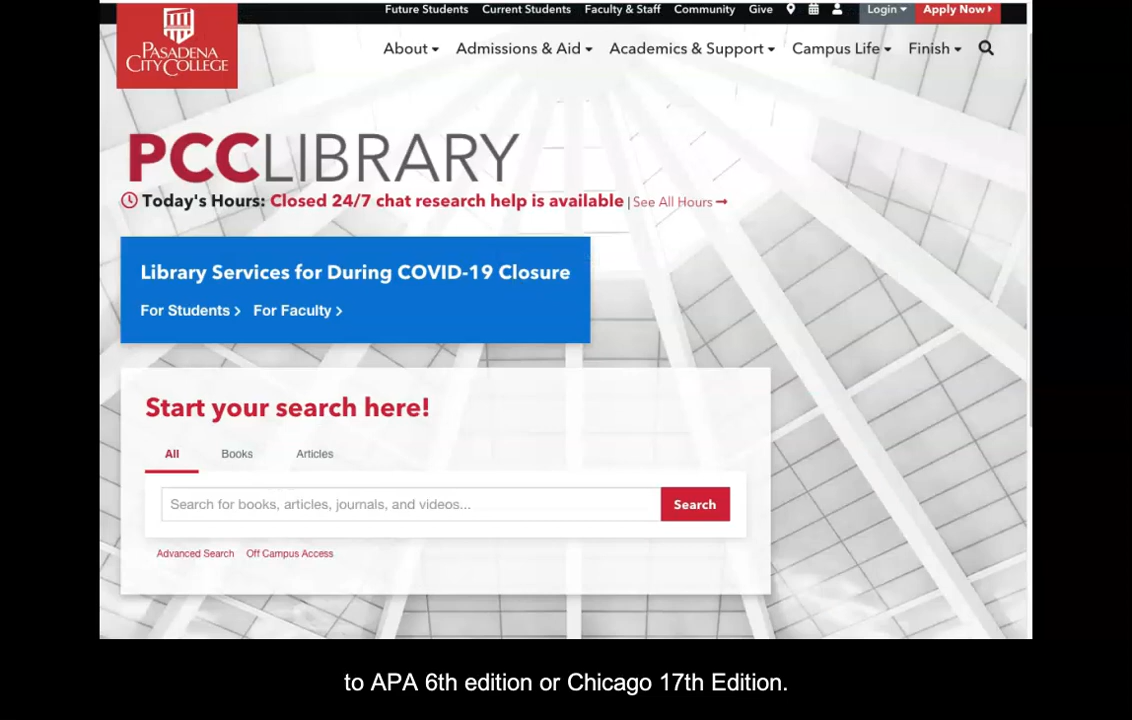 Future Students Current Students Faculty & Staff Community Give Login Apply Now
PASADENA
CITY COLLEGE
About Admissions & Aid Academics & Support Campus Life Finish
PCCLIBRARY
Today's Hours: Closed 24/7 chat research help is available | See All Hours →
Library Services for During COVID-19 Closure
For Students > For Faculty >
Start your search here!
All Books Articles
Search for books, articles, journals, and videos... Search
Advanced Search Off Campus Access
to APA 6th edition or Chicago 17th Edition.